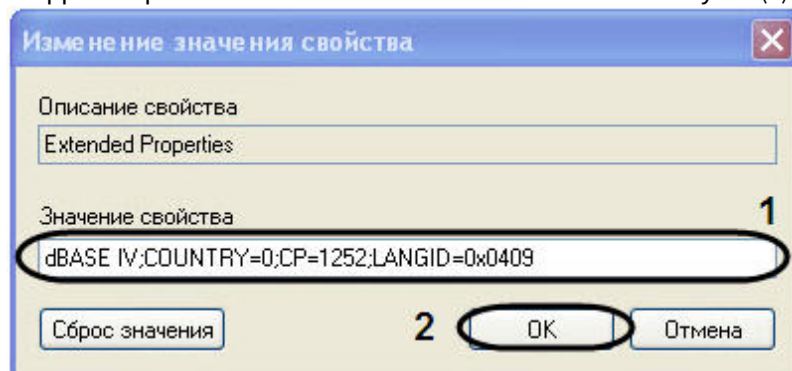 Изменение значения свойства
Описание свойства
Extended Properties
Значение свойства
1
dBASE IV;COUNTRY=0;CP=1252;LANGID=0x0409
Сброс значения
2
OK
Отмена